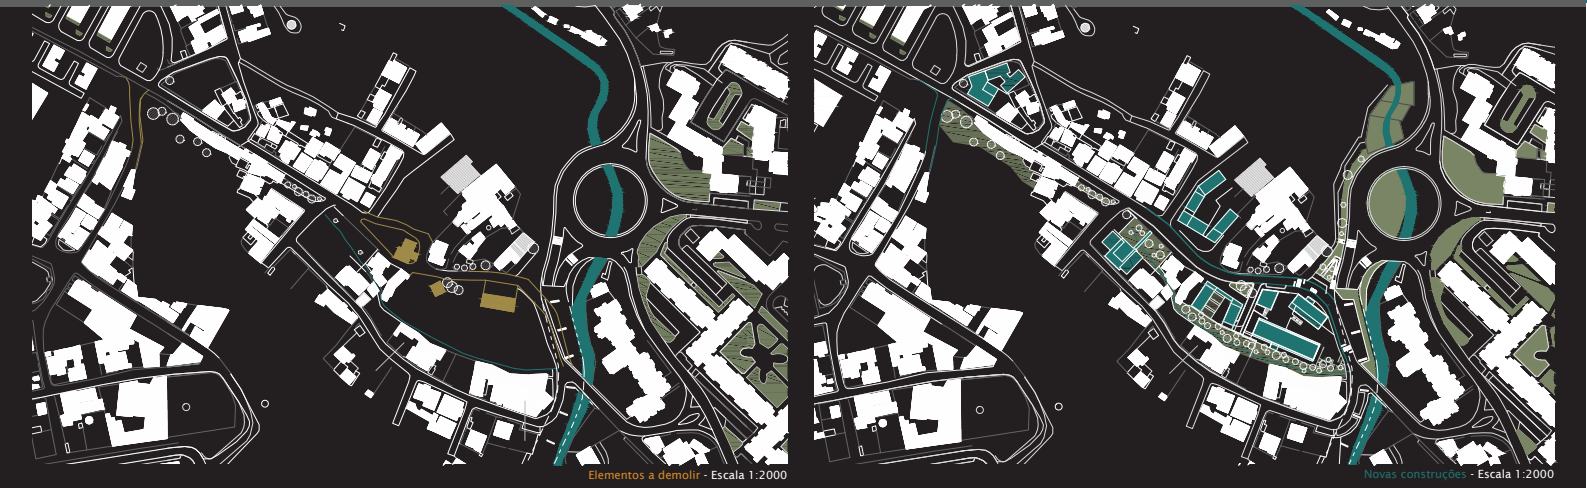 Elementos a demolir - Escala 1:2000
Novas construções - Escala 1:2000